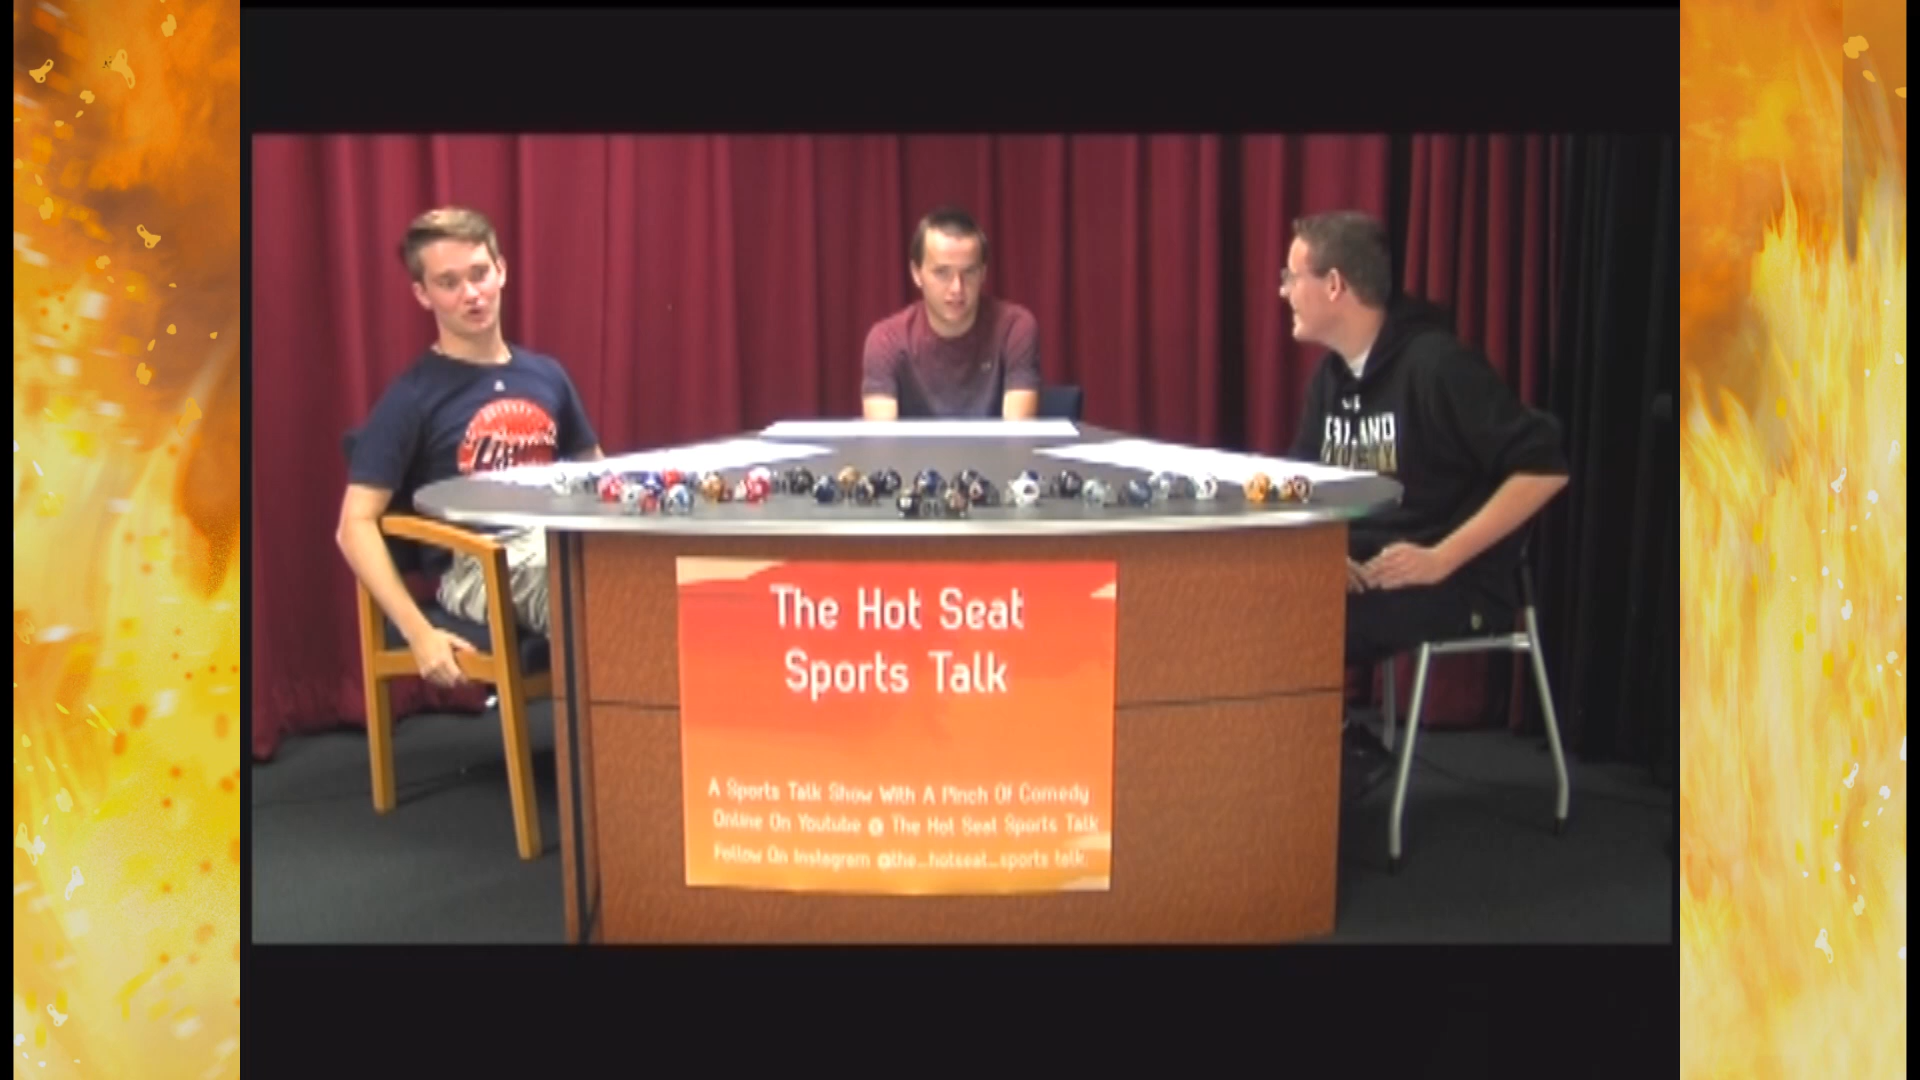 The Hot Seat
Sports Talk
A Sports Talk Show With A Pinch Of Comedy
Online On Youtube @ The Hot Seat Sports Talk
Follow On Instagram @the_hotseat_sports talk